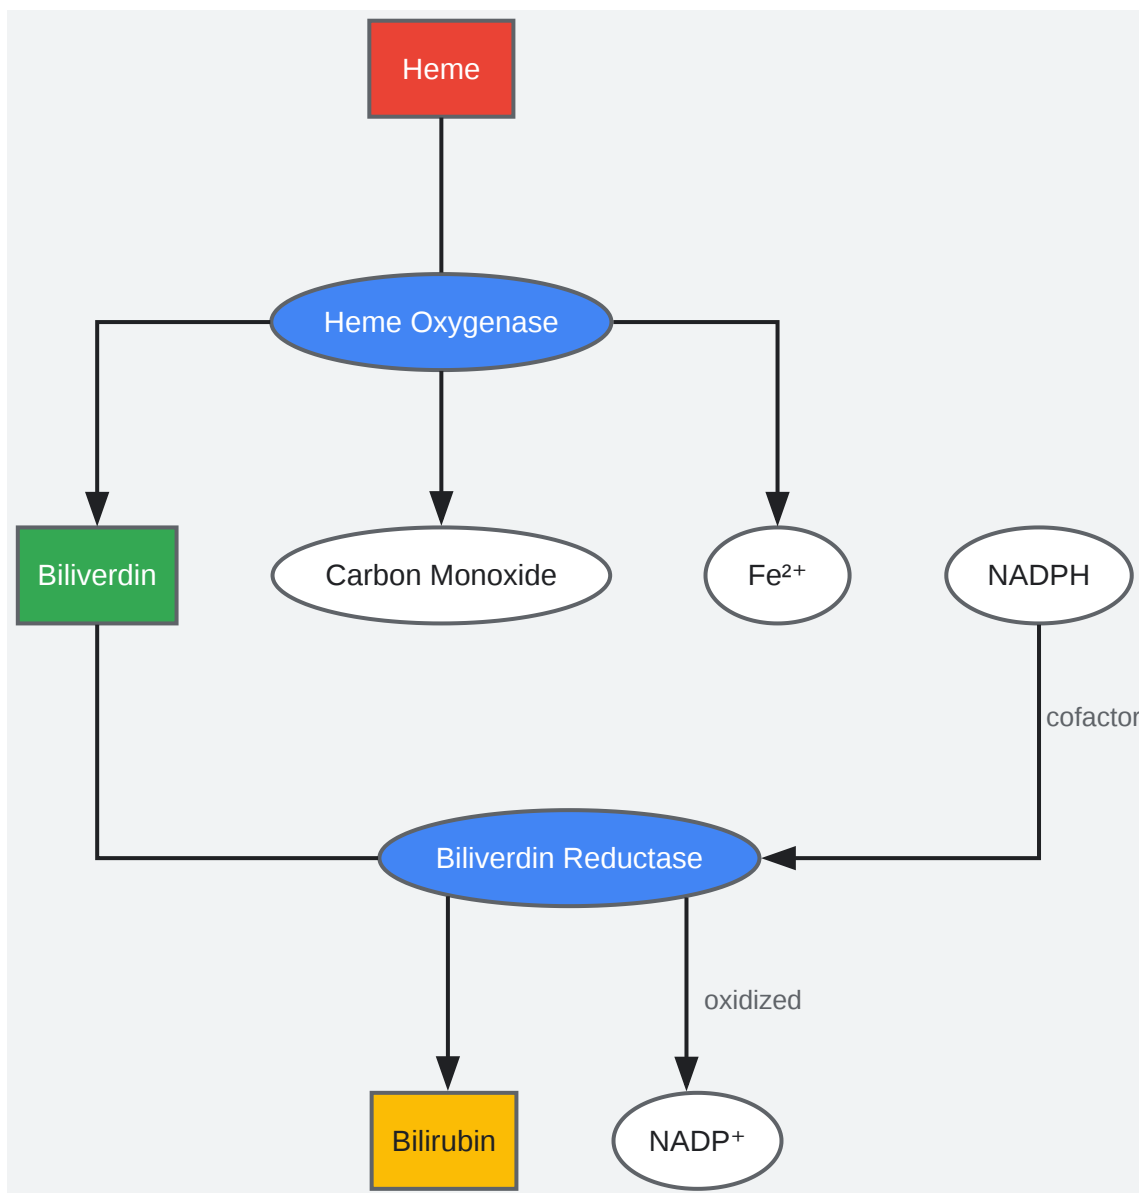 Heme
Heme Oxygenase
Biliverdin
Carbon Monoxide
Fe²⁺
NADPH
cofactor
Biliverdin Reductase
oxidized
Bilirubin
NADP⁺